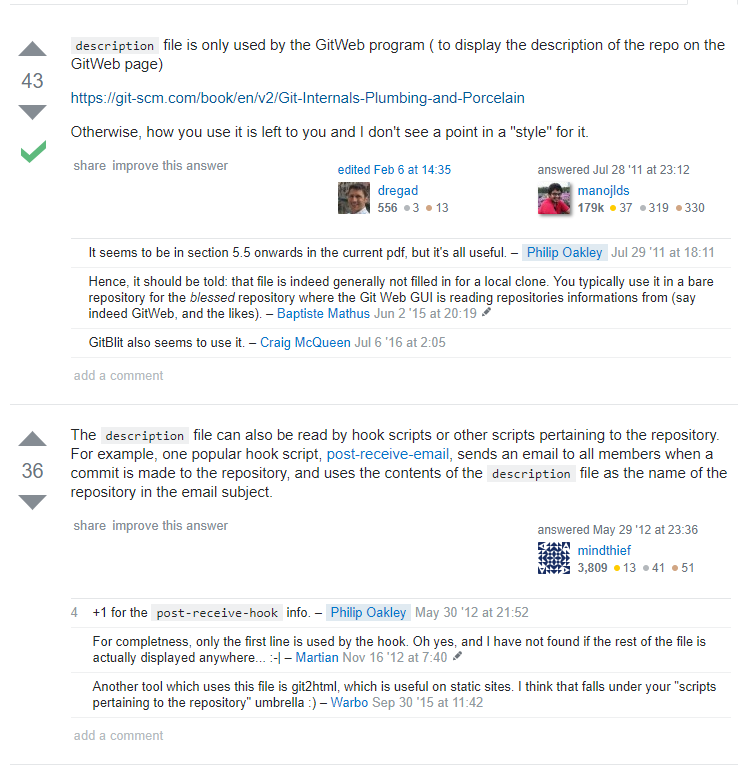 description file is only used by the GitWeb program ( to display the description of the repo on the
GitWeb page)
43
https://git-scm.com/book/en/v2/Git-Internals-Plumbing-and-Porcelain
Otherwise, how you use it is left to you and I don't see a point in a "style" for it.
share improve this answer
edited Feb 6 at 14:35
dregad
556 ●3 ●13
answered Jul 28 '11 at 23:12
manojlds
179k ●37 ●319 ●330
It seems to be in section 5.5 onwards in the current pdf, but it's all useful. – Philip Oakley Jul 29 '11 at 18:11
Hence, it should be told: that file is indeed generally not filled in for a local clone. You typically use it in a bare
repository for the blessed repository where the Git Web GUI is reading repositories informations from (say
indeed GitWeb, and the likes). – Baptiste Mathus Jun 2 '15 at 20:19
GitBlit also seems to use it. – Craig McQueen Jul 6 '16 at 2:05
add a comment
The description file can also be read by hook scripts or other scripts pertaining to the repository.
For example, one popular hook script, post-receive-email, sends an email to all members when a
36
commit is made to the repository, and uses the contents of the description file as the name of the
repository in the email subject.
share improve this answer
answered May 29 '12 at 23:36
mindthief
3,809 ●13 ●41 ●51
4 +1 for the post-receive-hook info. – Philip Oakley May 30 '12 at 21:52
For completness, only the first line is used by the hook. Oh yes, and I have not found if the rest of the file is
actually displayed anywhere... :-| – Martian Nov 16 '12 at 7:40
Another tool which uses this file is git2html, which is useful on static sites. I think that falls under your "scripts
pertaining to the repository" umbrella :) – Warbo Sep 30 '15 at 11:42
add a comment